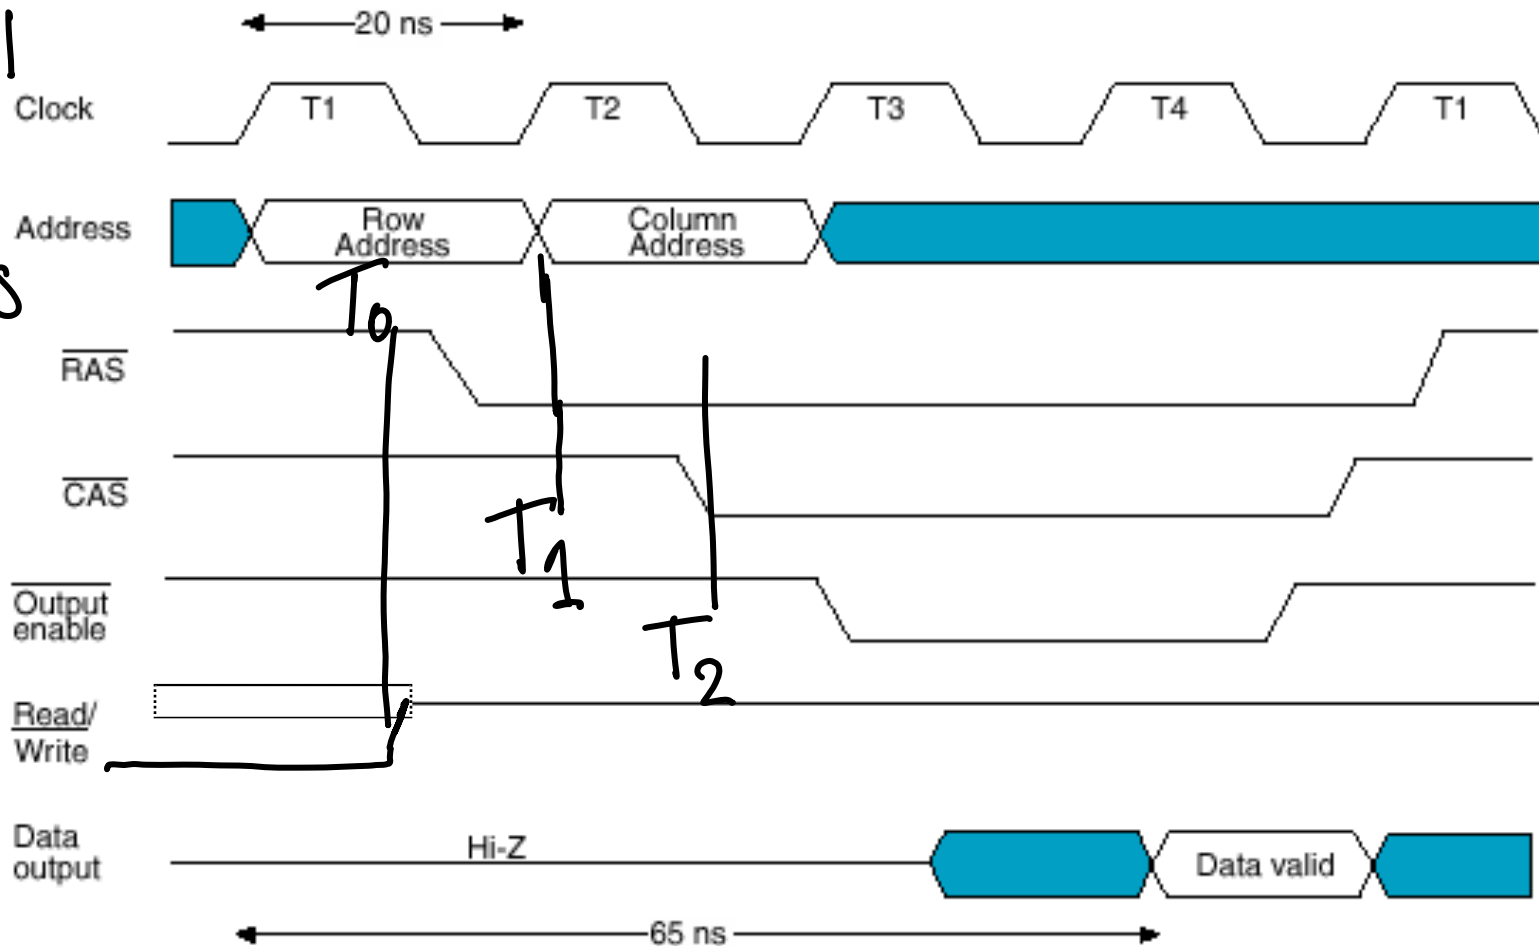 20 ns
1
Clock
T1 T2 T3 T4 T1
Address
Row
Address
Column
Address
T0
RAS
CAS
T1
Output
enable
T2
Read/
Write
Data
output
Hi-Z
Data valid
65 ns